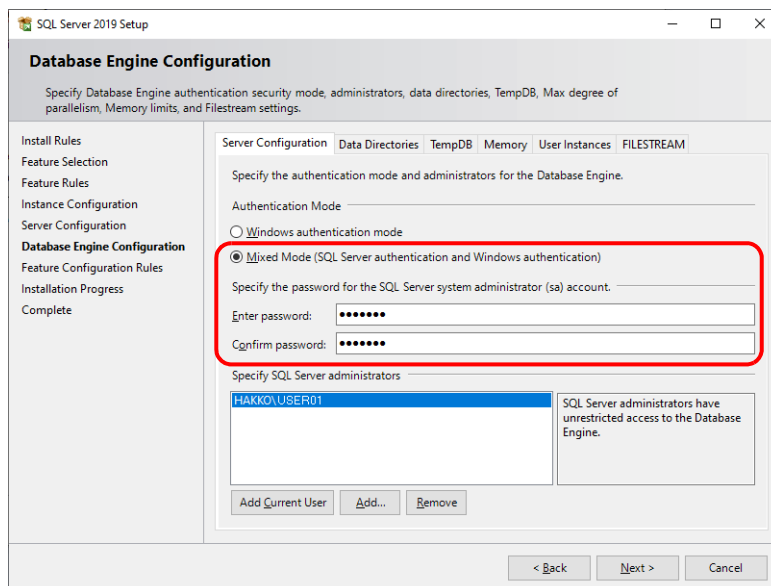 SQL Server 2019 Setup
Database Engine Configuration
Specify Database Engine authentication security mode, administrators, data directories, TempDB, Max degree of
parallelism, Memory limits, and Filestream settings.
Install Rules
Feature Selection
Feature Rules
Instance Configuration
Server Configuration
Database Engine Configuration
Feature Configuration Rules
Installation Progress
Complete
Server Configuration Data Directories TempDB Memory User Instances FILESTREAM
Specify the authentication mode and administrators for the Database Engine.
Authentication Mode
Windows authentication mode
Mixed Mode (SQL Server authentication and Windows authentication)
Specify the password for the SQL Server system administrator (sa) account.
Enter password: •••••••
Confirm password: •••••••
Specify SQL Server administrators
HAKKO\USER01
SQL Server administrators have
unrestricted access to the Database
Engine.
Add Current User Add... Remove
< Back Next > Cancel